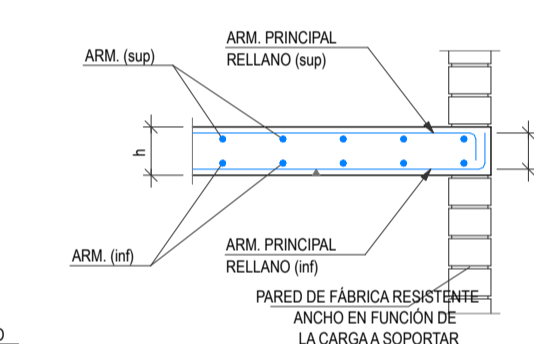 ARM. PRINCIPAL
RELLANO (sup)
ARM. (sup)
h
ARM. (inf)
ARM. PRINCIPAL
RELLANO (inf)
PARED DE FÁBRICA RESISTENTE
ANCHO EN FUNCIÓN DE
LA CARGA A SOPORTAR